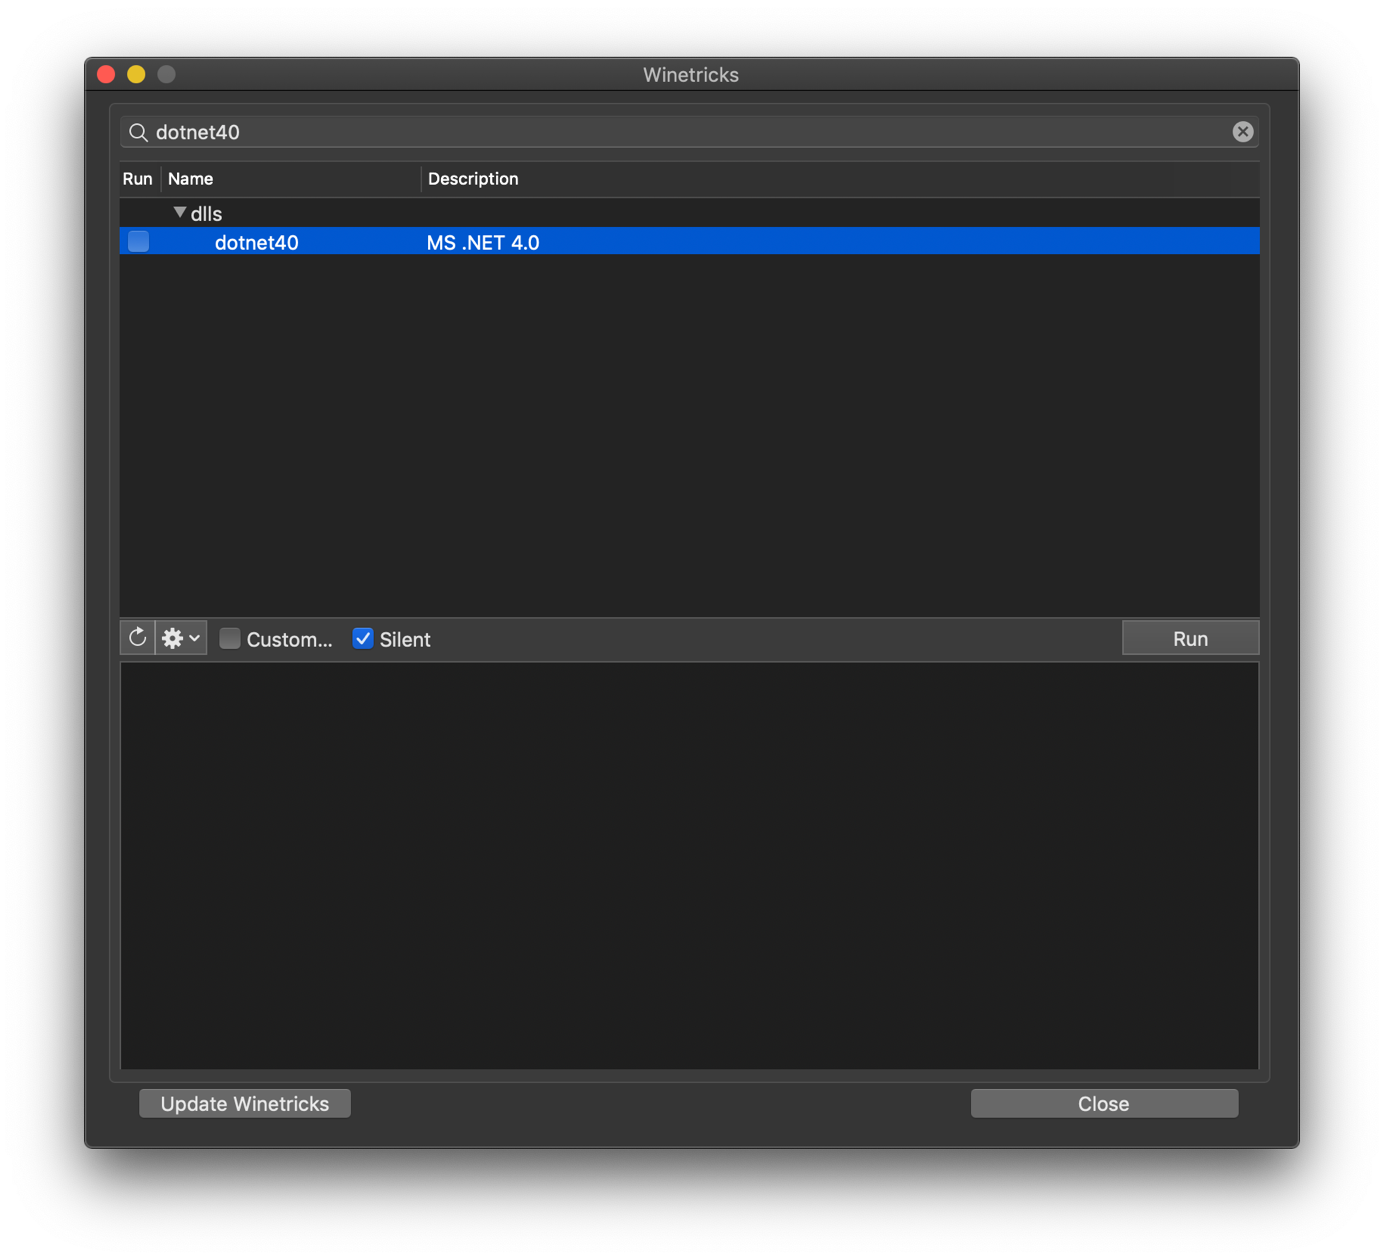 Winetricks
dotnet40
Run Name Description
dlls
dotnet40 MS .NET 4.0
Custom... Silent Run
Update Winetricks Close